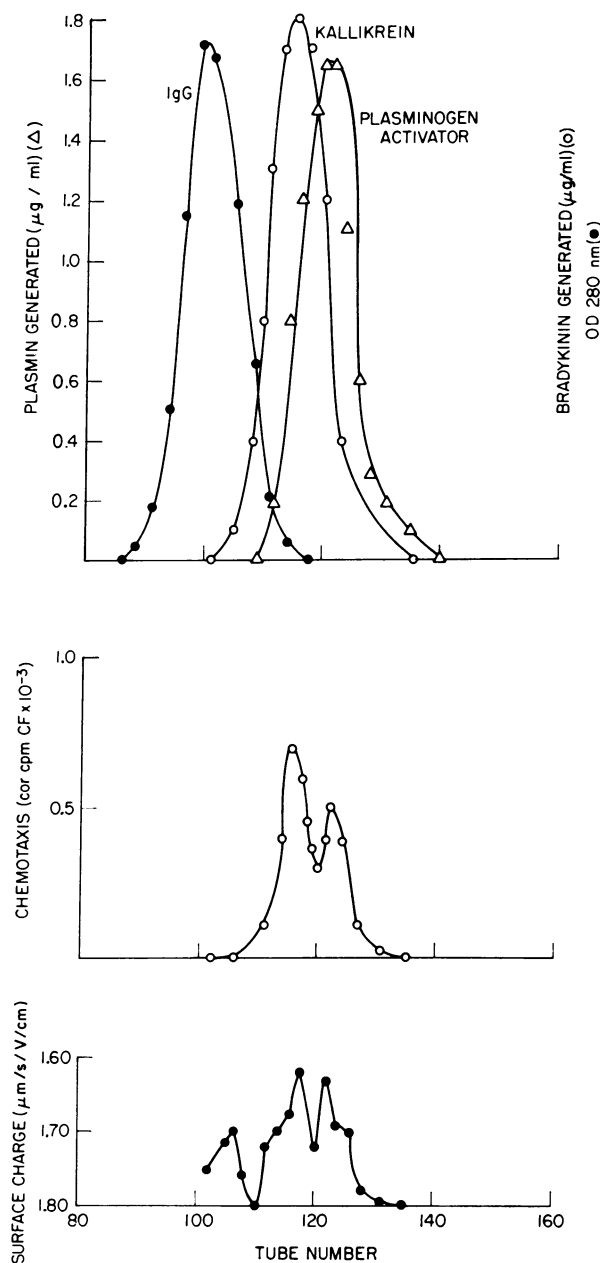 1.8
1.6
1.4
1.2
1.0
0.8
0.6
0.4
0.2
PLASMIN GENERATED (μg / ml) (Δ)
IgG
KALLIKREIN
PLASMINOGEN
ACTIVATOR
BRADYKININ GENERATED (μg/ml) (o)
OD 280 nm (●)
1.0
0.5
CHEMOTAXIS (cor cpm CF x 10⁻³)
1.60
1.70
1.80
SURFACE CHARGE (μm/s/V/cm)
80
100
120
140
160
TUBE NUMBER